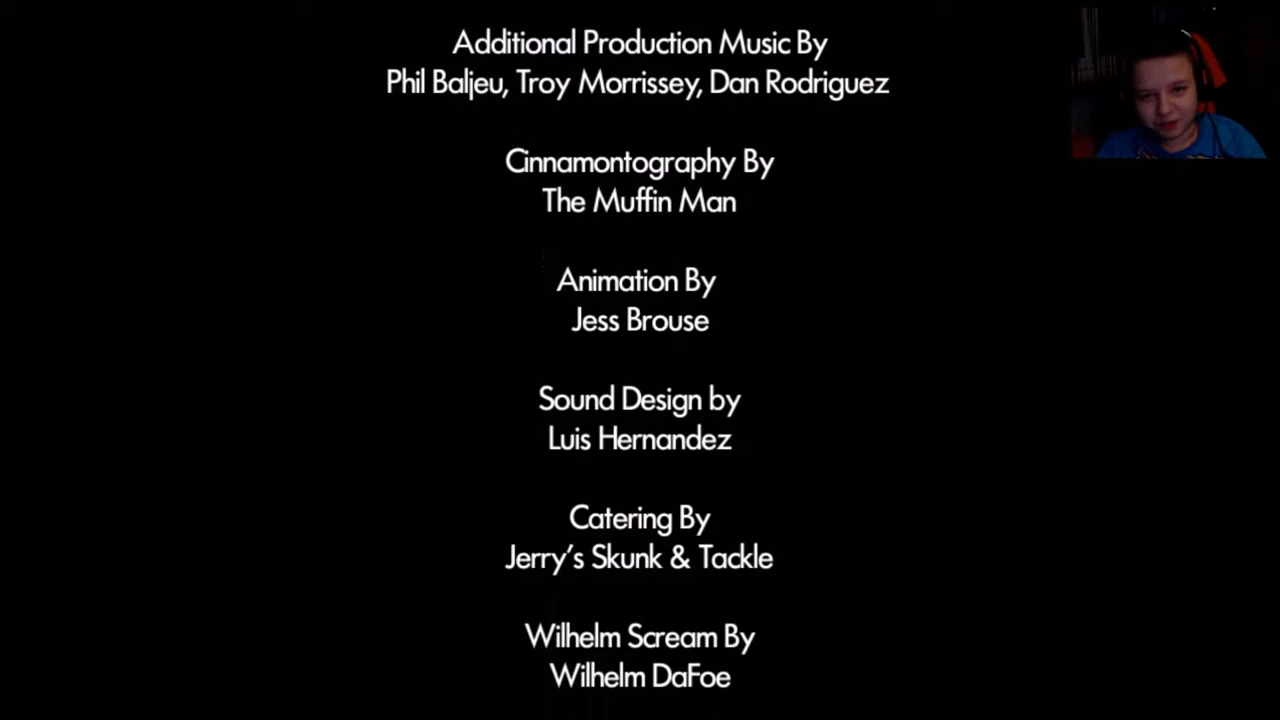 Additional Production Music By
Phil Baljeu, Troy Morrissey, Dan Rodriguez
Cinnamontography By
The Muffin Man
Animation By
Jess Brouse
Sound Design by
Luis Hernandez
Catering By
Jerry’s Skunk & Tackle
Wilhelm Scream By
Wilhelm DaFoe